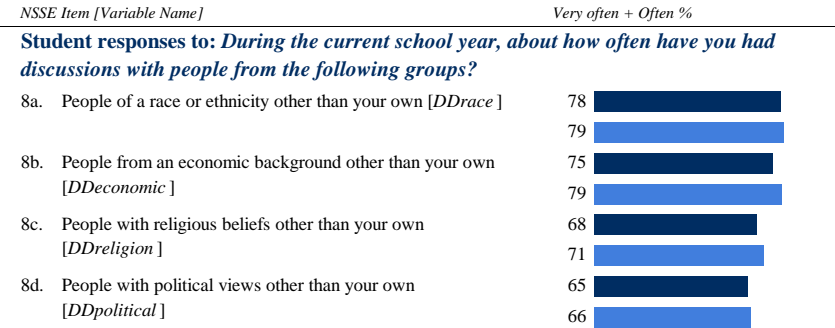 NSSE Item [Variable Name] Very often + Often %
Student responses to: During the current school year, about how often have you had
discussions with people from the following groups?
8a. People of a race or ethnicity other than your own [DDrace ] 78
79
8b. People from an economic background other than your own 75
[DDeconomic ] 79
8c. People with religious beliefs other than your own 68
[DDreligion ] 71
8d. People with political views other than your own 65
[DDpolitical ] 66